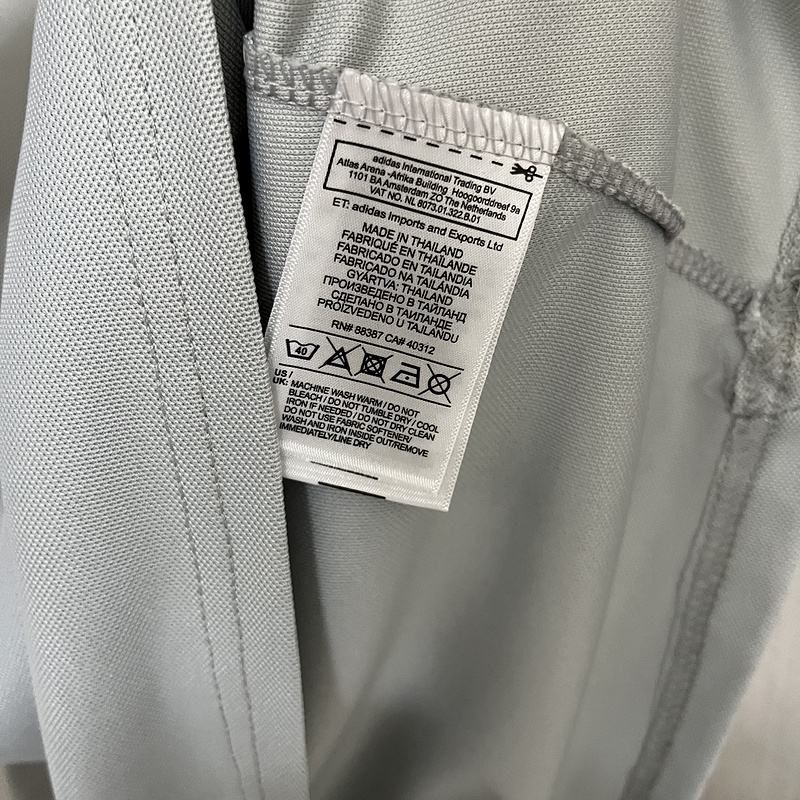 adidas International Trading BV
Atlas Arena -Afrika Building Hoogoorddreef 9a
1101 BA Amsterdam ZO The Netherlands
VAT NO. NL 8073.01.322.B.01
ET: adidas Imports and Exports Ltd
MADE IN THAILAND
FABRIQUÉ EN THAÏLANDE
FABRICADO EN TAILANDIA
FABRICADO NA TAILÂNDIA
GYÁRTVA: THAILAND
ПРОИЗВЕДЕНО В ТАЙЛАНД
СДЕЛАНО В ТАИЛАНДЕ
PROIZVEDENO U TAJLANDU
RN# 88387 CA# 40312
40
US /
UK: MACHINE WASH WARM / DO NOT
BLEACH / DO NOT TUMBLE DRY / COOL
IRON IF NEEDED / DO NOT DRY CLEAN
DO NOT USE FABRIC SOFTENER/
WASH AND IRON INSIDE OUT/REMOVE
IMMEDIATELY/LINE DRY